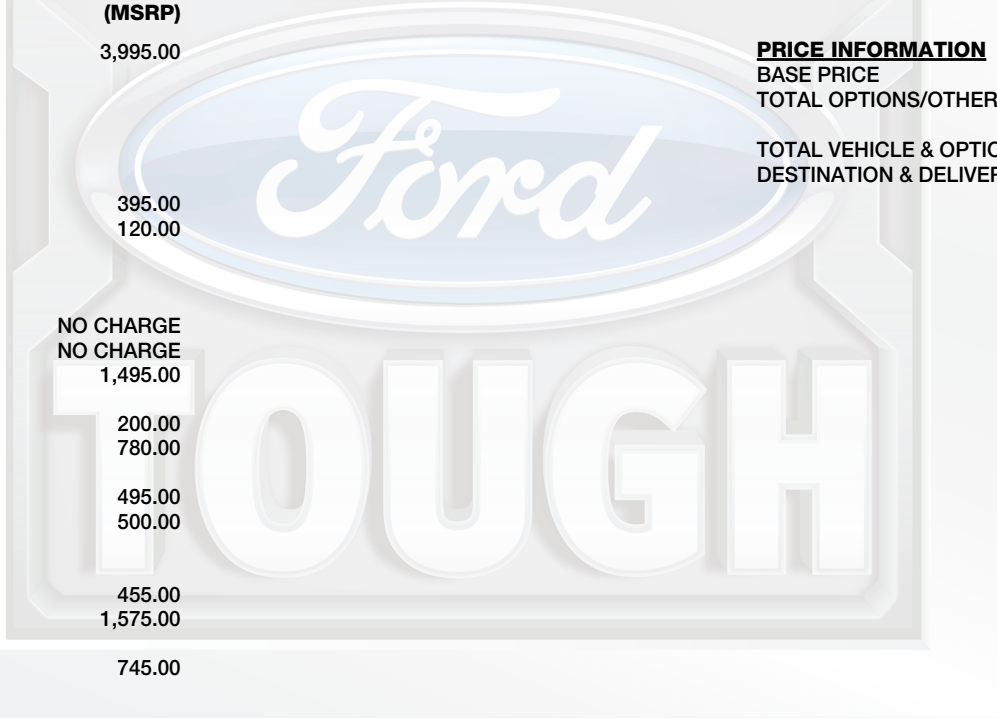 (MSRP)
3,995.00
395.00
120.00
NO CHARGE
NO CHARGE
1,495.00
200.00
780.00
495.00
500.00
455.00
1,575.00
745.00
PRICE INFORMATION
BASE PRICE
TOTAL OPTIONS/OTHER
TOTAL VEHICLE & OPTIO
DESTINATION & DELIVER
Ford
TOUGH